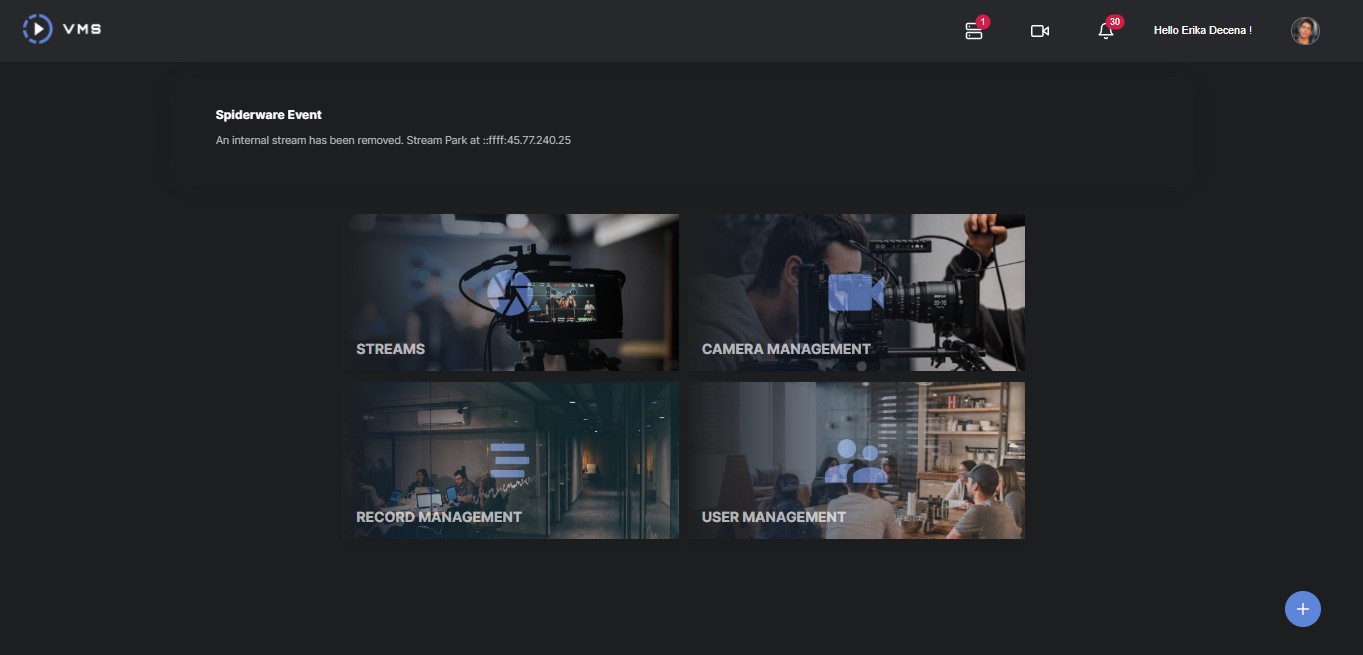 VMS
1
30
Hello Erika Decena !
Spiderware Event
An internal stream has been removed. Stream Park at ::ffff:45.77.240.25
STREAMS
CAMERA MANAGEMENT
RECORD MANAGEMENT
USER MANAGEMENT